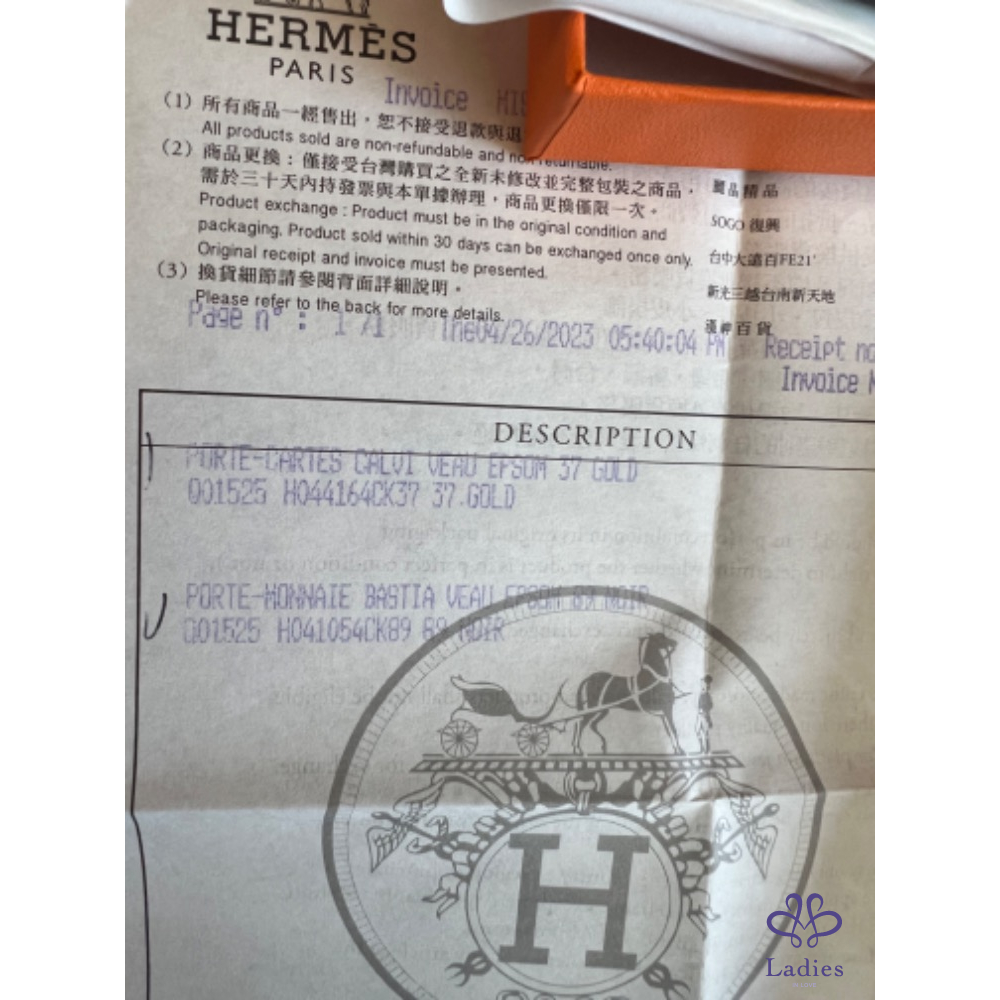 HERMÈS
PARIS
Invoice HIS
(1) 所有商品一經售出，恕不接受退款與退
All products sold are non-refundable and non returnable.
(2) 商品更換：僅接受台灣購買之全新未修改並完整包裝之商品，
需於三十天內持發票與本單據辦理，商品更換僅限一次。
Product exchange : Product must be in the original condition and
packaging. Product sold within 30 days can be exchanged once only.
Original receipt and invoice must be presented.
(3) 換貨細節請參閱背面詳細說明。
Please refer to the back for more details.
麗晶精品
SOGO 復興
台中大遠百FE21'
新光三越台南新天地
漢神百貨
Page n° : 1 /1 The04/26/2023 05:40:04 PM Receipt no
Invoice N
DESCRIPTION
PORTE-CARTES CALVI VEAU EPSOM 37 GOLD
001525 H044164CK37 37.GOLD
PORTE-MONNAIE BASTIA VEAU EPSOM 89 NOIR
001525 H041054CK89 89 NOIR
H
Ladies